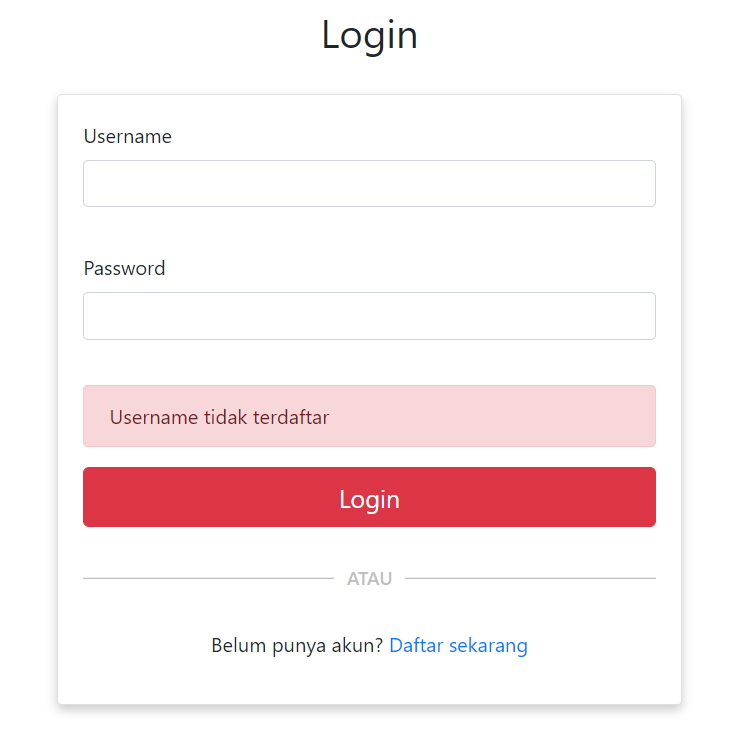 Login
Username
Password
Username tidak terdaftar
Login
ATAU
Belum punya akun? Daftar sekarang